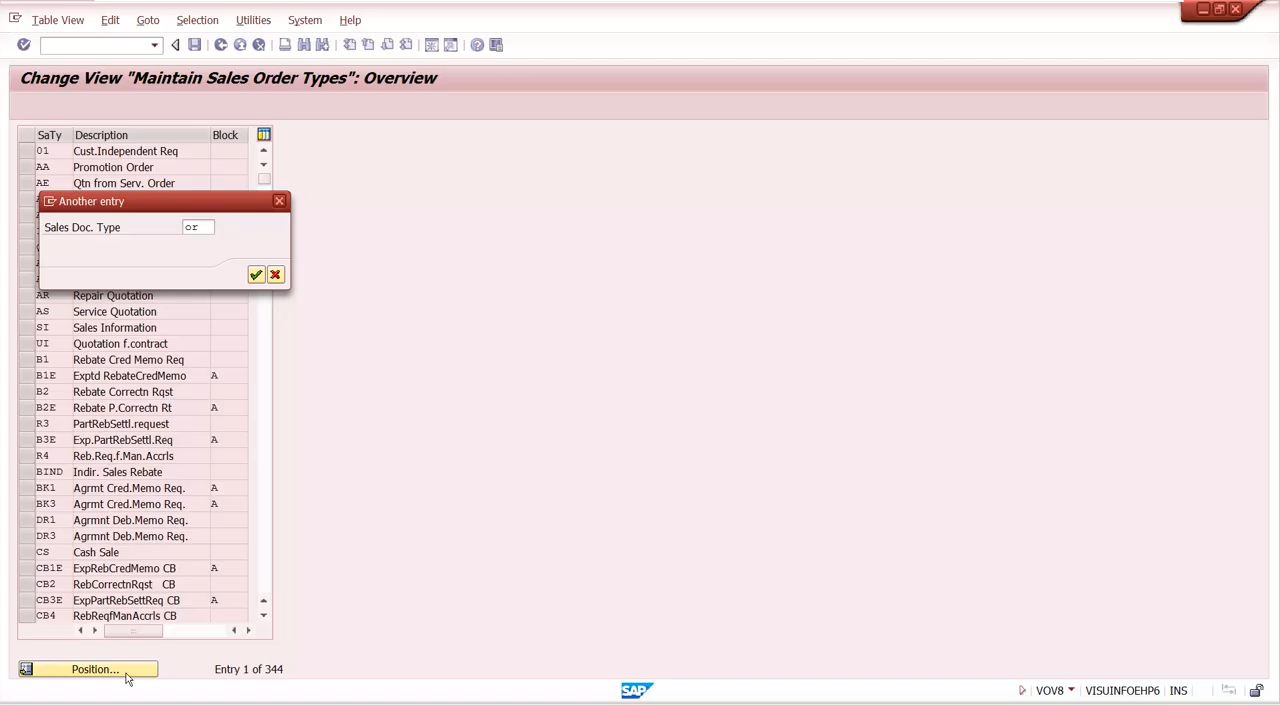 Table View Edit Goto Selection Utilities System Help
Change View "Maintain Sales Order Types": Overview
SaTy Description Block
01 Cust.Independent Req
AA Promotion Order
AE Qtn from Serv. Order
Another entry
Sales Doc. Type or
AR Repair Quotation
AS Service Quotation
SI Sales Information
UI Quotation f.contract
B1 Rebate Cred Memo Req
B1E Exptd RebateCredMemo A
B2 Rebate Correctn Rqst
B2E Rebate P.Correctn Rt A
R3 PartRebSettl.request
B3E Exp.PartRebSettl.Req A
R4 Reb.Req.f.Man.Accrls
BIND Indir. Sales Rebate
BK1 Agrmt Cred.Memo Req. A
BK3 Agrmt Cred.Memo Req. A
DR1 Agrmnt Deb.Memo Req.
DR3 Agrmnt Deb.Memo Req.
CS Cash Sale
CB1E ExpRebCredMemo CB A
CB2 RebCorrectnRqst CB
CB3E ExpPartRebSettReq CB A
CB4 RebReqfManAccrls CB
Position... Entry 1 of 344
SAP VOV8 VISUINFOEHP6 INS